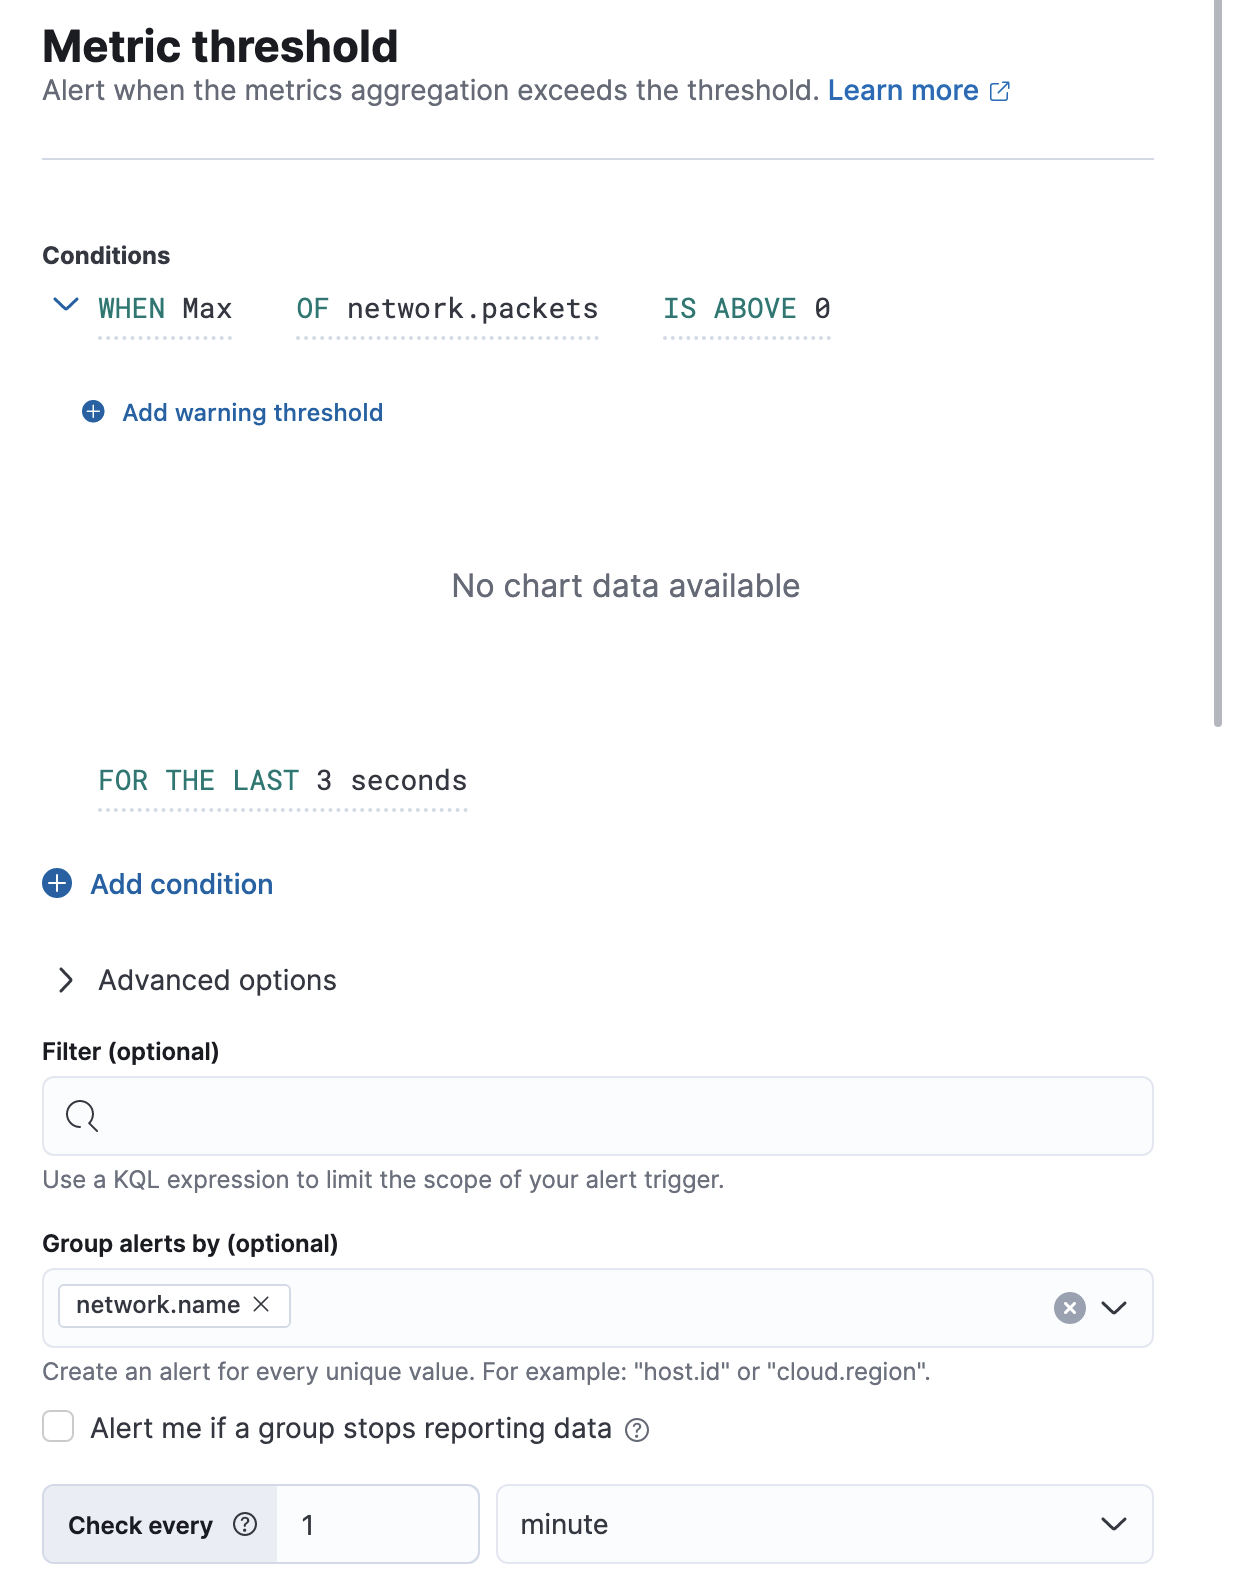 Metric threshold
Alert when the metrics aggregation exceeds the threshold. Learn more
Conditions
WHEN Max OF network.packets IS ABOVE 0
Add warning threshold
No chart data available
FOR THE LAST 3 seconds
Add condition
Advanced options
Filter (optional)
Use a KQL expression to limit the scope of your alert trigger.
Group alerts by (optional)
network.name
Create an alert for every unique value. For example: "host.id" or "cloud.region".
Alert me if a group stops reporting data
Check every 1 minute